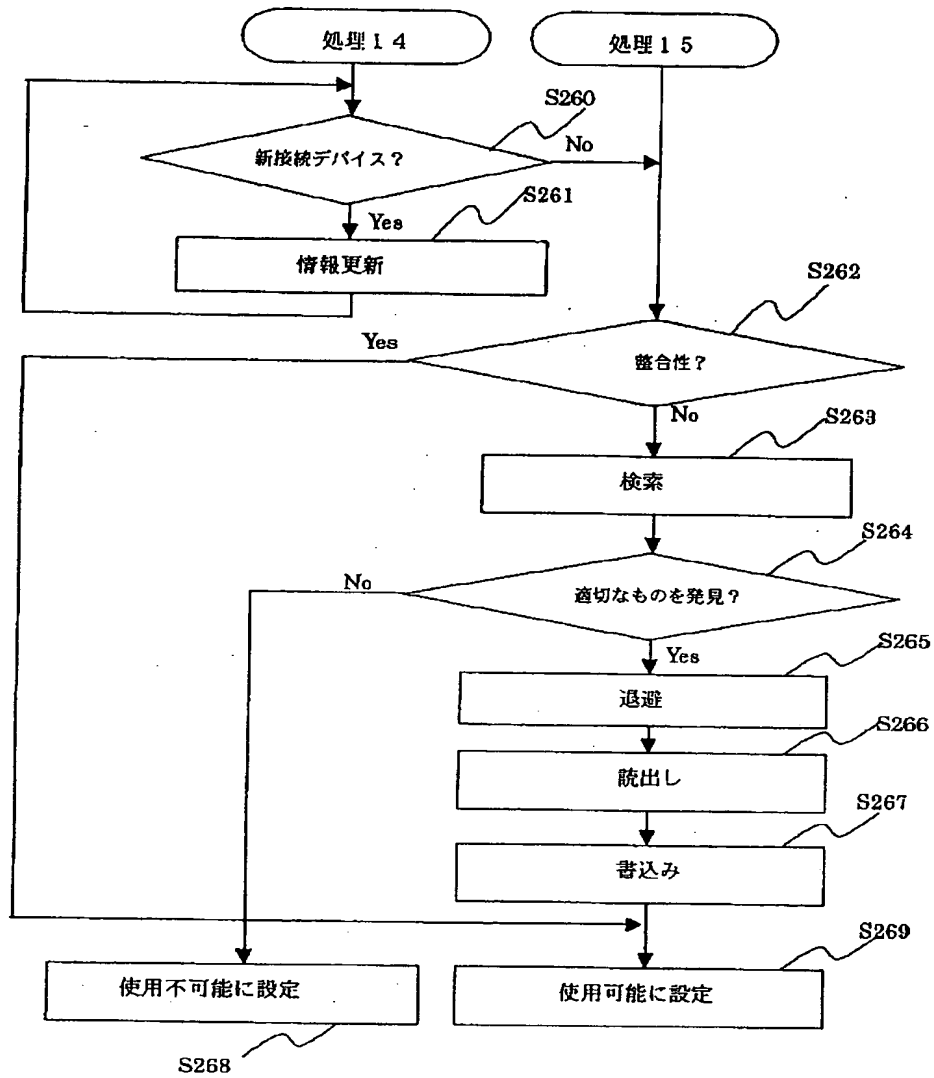 処理14
処理15
S260
新接続デバイス?
No
S261
Yes
情報更新
S262
Yes
整合性?
No
S263
検索
S264
No
適切なものを発見?
S265
Yes
退避
S266
読出し
S267
書込み
S269
使用不可能に設定
使用可能に設定
S268